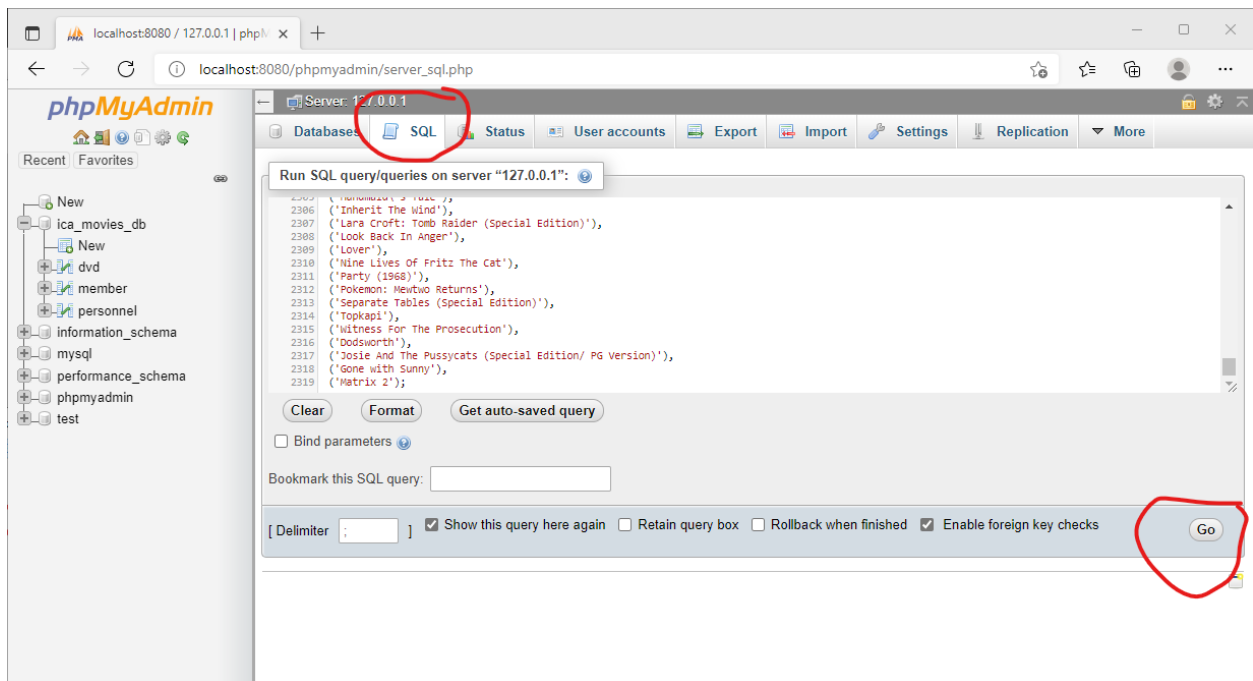 localhost:8080 / 127.0.0.1 | phpM
localhost:8080/phpmyadmin/server_sql.php
phpMyAdmin
Recent Favorites
New
ica_movies_db
New
dvd
member
personnel
information_schema
mysql
performance_schema
phpmyadmin
test
Server: 127.0.0.1
Databases SQL Status User accounts Export Import Settings Replication More
Run SQL query/queries on server “127.0.0.1”:
2306 ('Inherit The Wind'),
2307 ('Lara Croft: Tomb Raider (Special Edition)'),
2308 ('Look Back In Anger'),
2309 ('Lover'),
2310 ('Nine Lives Of Fritz The Cat'),
2311 ('Party (1968)'),
2312 ('Pokemon: Mewtwo Returns'),
2313 ('Separate Tables (Special Edition)'),
2314 ('Topkapi'),
2315 ('Witness For The Prosecution'),
2316 ('Dodsworth'),
2317 ('Josie And The Pussycats (Special Edition/ PG Version)'),
2318 ('Gone with Sunny'),
2319 ('Matrix 2');
Clear Format Get auto-saved query
Bind parameters
Bookmark this SQL query:
[ Delimiter ; ] Show this query here again Retain query box Rollback when finished Enable foreign key checks Go